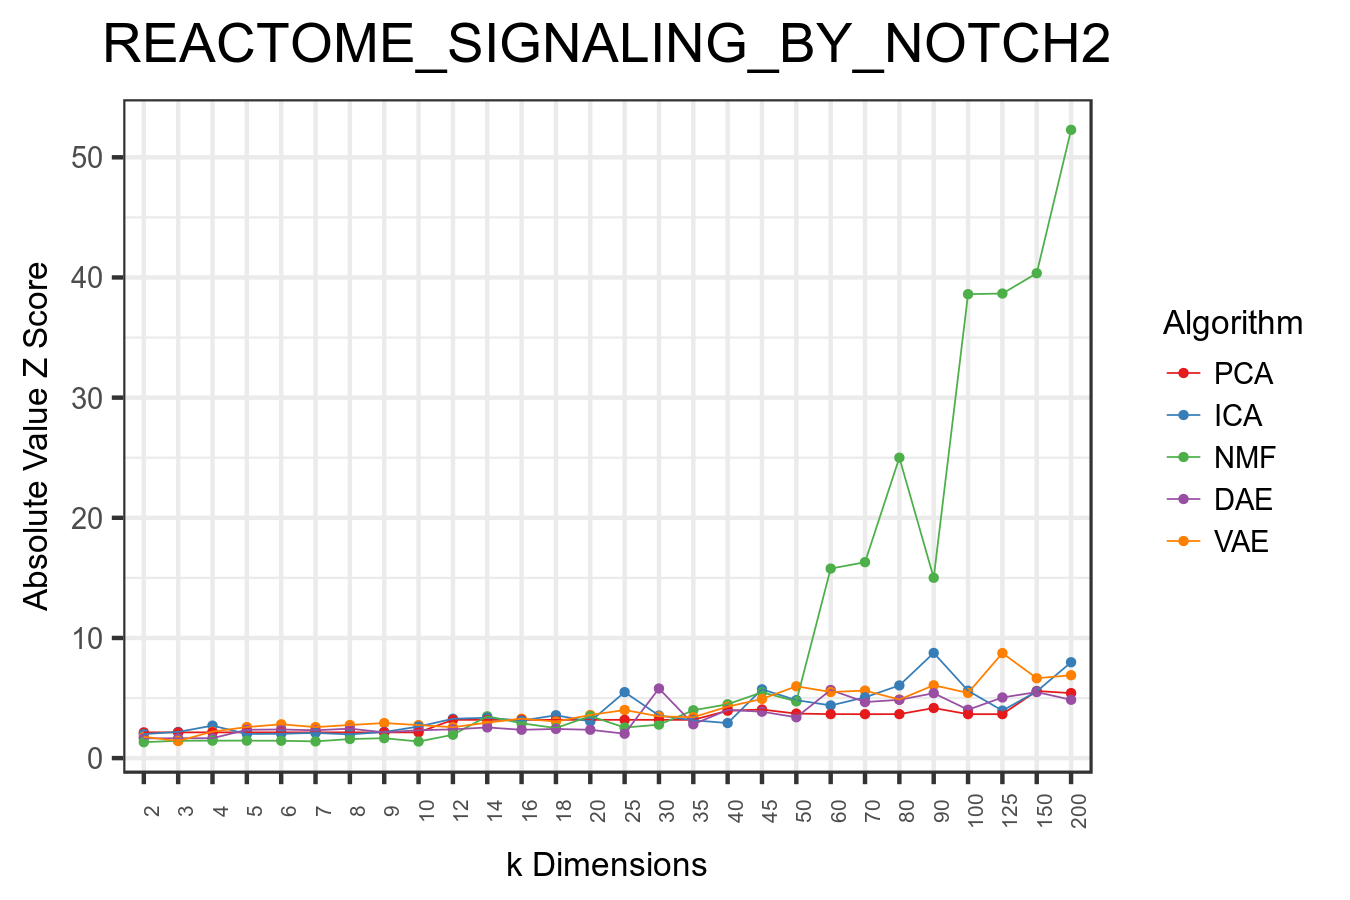 REACTOME_SIGNALING_BY_NOTCH2
Absolute Value Z Score
50
40
30
20
10
0
2 3 4 5 6 7 8 9 10 12 14 16 18 20 25 30 35 40 45 50 60 70 80 90 100 125 150 200
k Dimensions
Algorithm
PCA
ICA
NMF
DAE
VAE